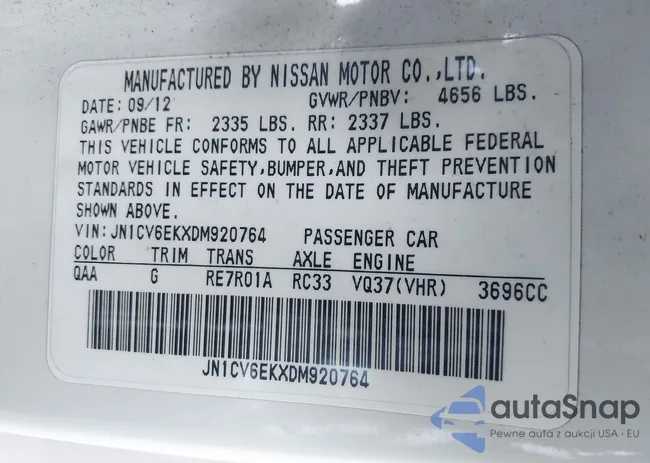 MANUFACTURED BY NISSAN MOTOR CO.,LTD.
DATE: 09/12 GVWR/PNBV: 4656 LBS.
GAWR/PNBE FR: 2335 LBS. RR: 2337 LBS.
THIS VEHICLE CONFORMS TO ALL APPLICABLE FEDERAL
MOTOR VEHICLE SAFETY,BUMPER,AND THEFT PREVENTION
STANDARDS IN EFFECT ON THE DATE OF MANUFACTURE
SHOWN ABOVE.
VIN: JN1CV6EKXDM920764 PASSENGER CAR
COLOR TRIM TRANS AXLE ENGINE
QAA G RE7R01A RC33 VQ37(VHR) 3696CC
JN1CV6EKXDM920764
autaSnap
Pewne auta z aukcji USA i EU